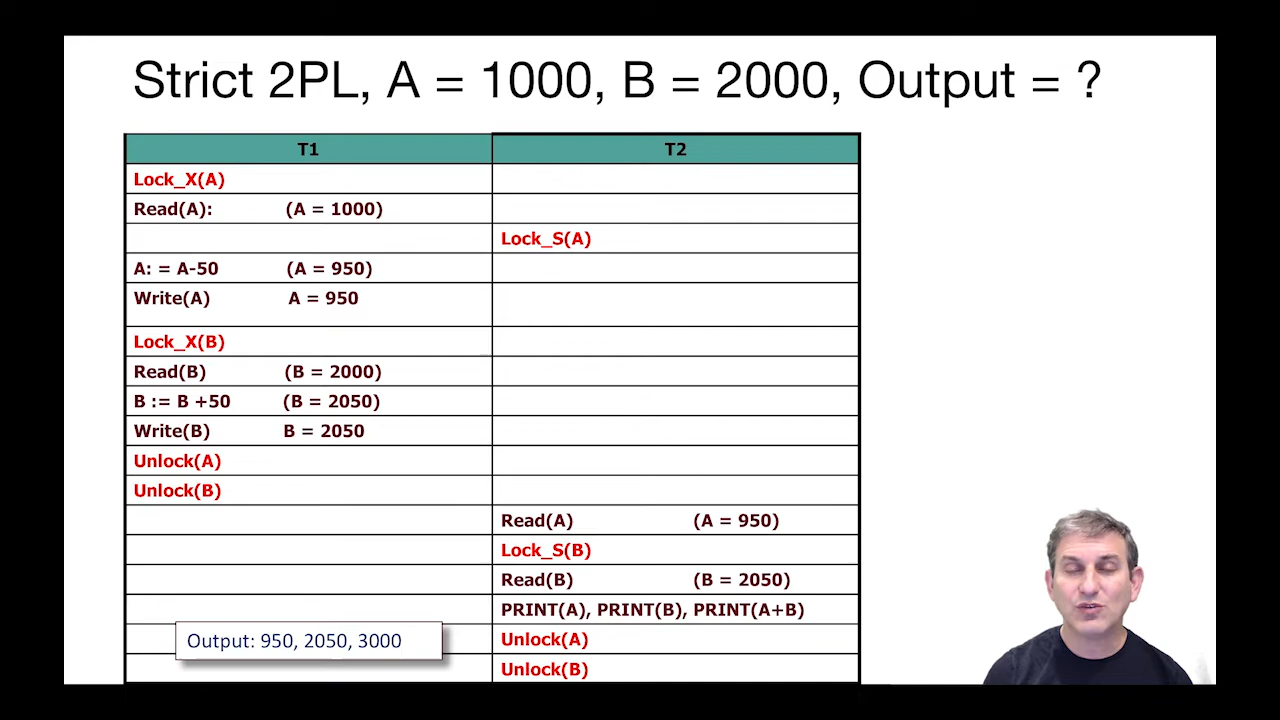 Strict 2PL, A = 1000, B = 2000, Output = ?
T1 T2
Lock_X(A)
Read(A): (A = 1000)
Lock_S(A)
A: = A-50 (A = 950)
Write(A) A = 950
Lock_X(B)
Read(B) (B = 2000)
B := B +50 (B = 2050)
Write(B) B = 2050
Unlock(A)
Unlock(B)
Read(A) (A = 950)
Lock_S(B)
Read(B) (B = 2050)
PRINT(A), PRINT(B), PRINT(A+B)
Output: 950, 2050, 3000
Unlock(A)
Unlock(B)